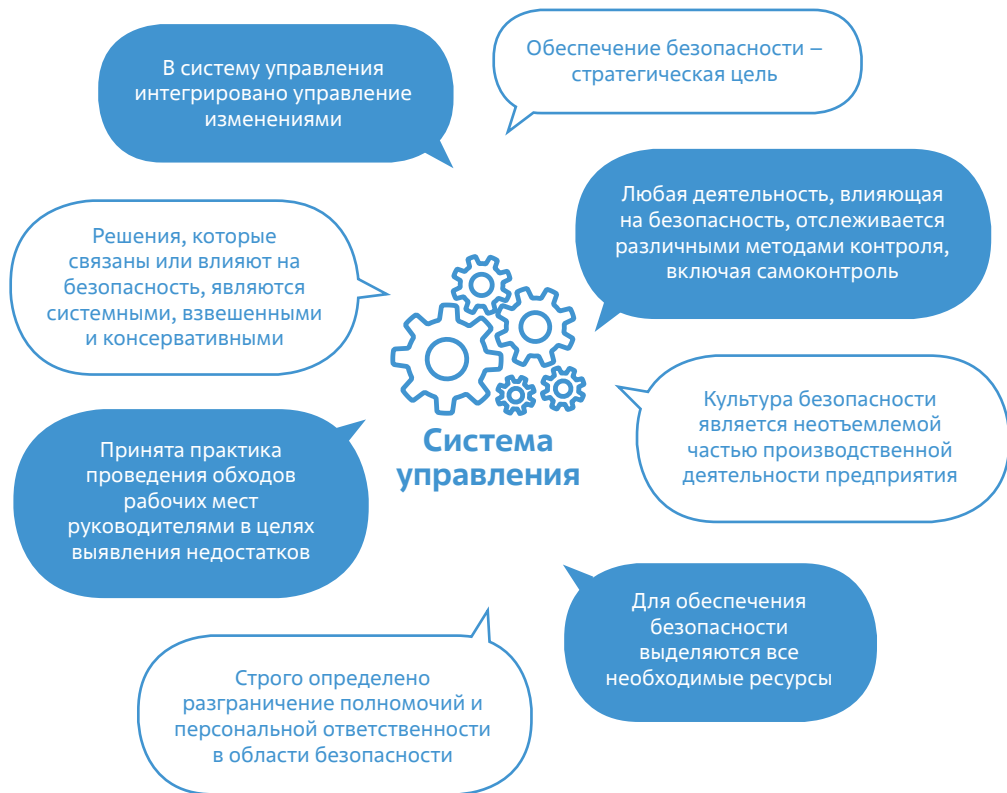 В систему управления
интегрировано управление
изменениями
Обеспечение безопасности –
стратегическая цель
Любая деятельность, влияющая
на безопасность, отслеживается
различными методами контроля,
включая самоконтроль
Решения, которые
связаны или влияют на
безопасность, являются
системными, взвешенными
и консервативными
Система
управления
Культура безопасности
является неотъемлемой
частью производственной
деятельности предприятия
Принята практика
проведения обходов
рабочих мест
руководителями в целях
выявления недостатков
Для обеспечения
безопасности
выделяются все
необходимые ресурсы
Строго определено
разграничение полномочий и
персональной ответственности
в области безопасности